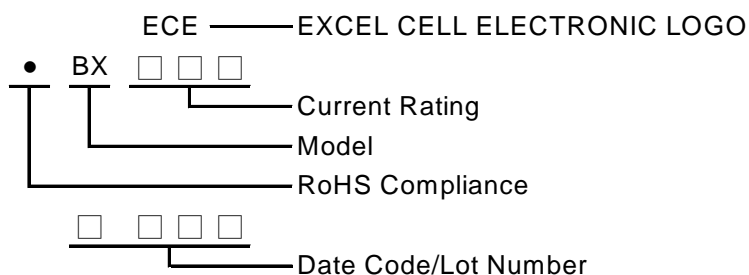 ECE EXCEL CELL ELECTRONIC LOGO
• BX □ □ □
Current Rating
Model
RoHS Compliance
□ □ □ □
Date Code/Lot Number